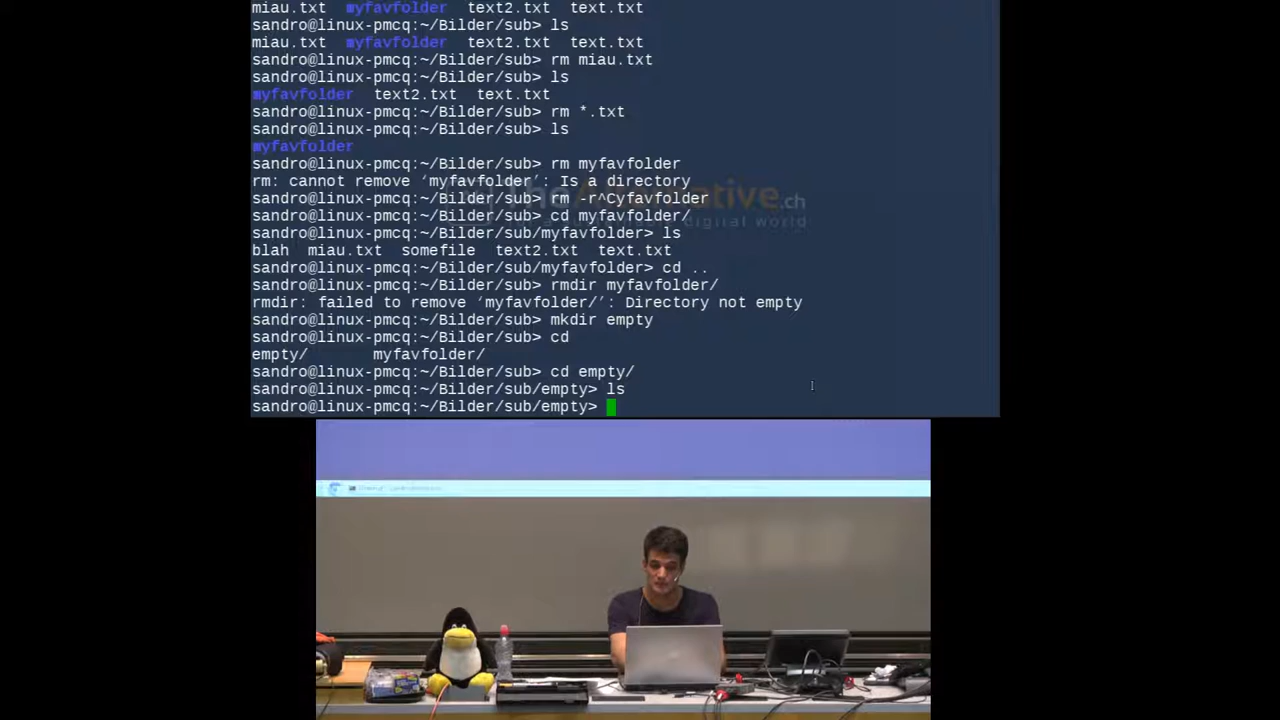 miau.txt  myfavfolder  text2.txt  text.txt
sandro@linux-pmcq:~/Bilder/sub> ls
miau.txt  myfavfolder  text2.txt  text.txt
sandro@linux-pmcq:~/Bilder/sub> rm miau.txt
sandro@linux-pmcq:~/Bilder/sub> ls
myfavfolder  text2.txt  text.txt
sandro@linux-pmcq:~/Bilder/sub> rm *.txt
sandro@linux-pmcq:~/Bilder/sub> ls
myfavfolder
sandro@linux-pmcq:~/Bilder/sub> rm myfavfolder
rm: cannot remove ‘myfavfolder’: Is a directory
sandro@linux-pmcq:~/Bilder/sub> rm -r^Cyfavfolder
sandro@linux-pmcq:~/Bilder/sub> cd myfavfolder/
sandro@linux-pmcq:~/Bilder/sub/myfavfolder> ls
blah  miau.txt  somefile  text2.txt  text.txt
sandro@linux-pmcq:~/Bilder/sub/myfavfolder> cd ..
sandro@linux-pmcq:~/Bilder/sub> rmdir myfavfolder/
rmdir: failed to remove ‘myfavfolder/’: Directory not empty
sandro@linux-pmcq:~/Bilder/sub> mkdir empty
sandro@linux-pmcq:~/Bilder/sub> cd
empty/       myfavfolder/
sandro@linux-pmcq:~/Bilder/sub> cd empty/
sandro@linux-pmcq:~/Bilder/sub/empty> ls
sandro@linux-pmcq:~/Bilder/sub/empty>
TheAlternative.ch
digital world